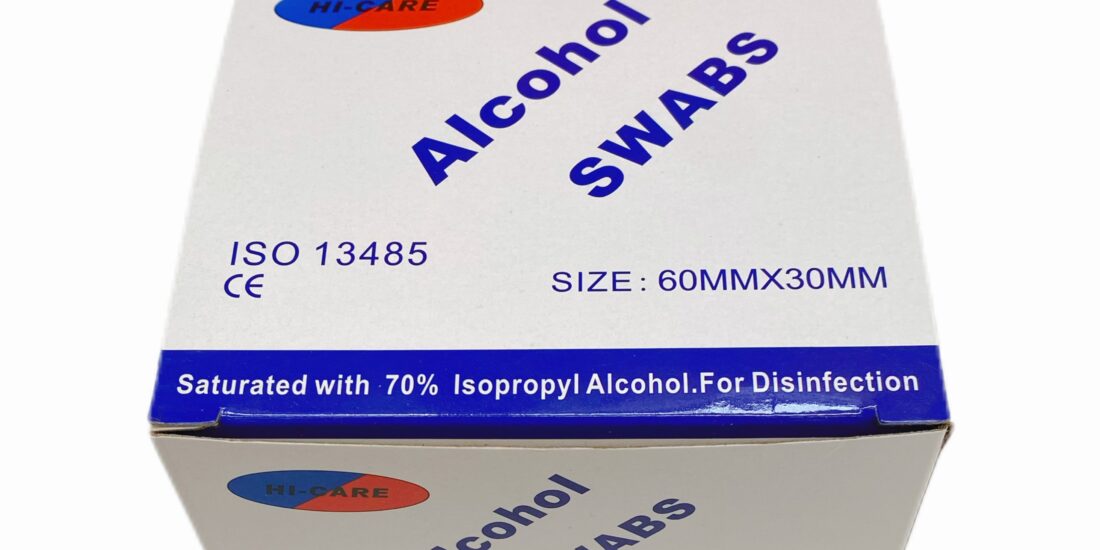 HI-CARE
Alcohol
SWABS
ISO 13485
CE
SIZE : 60MMX30MM
Saturated with 70% Isopropyl Alcohol.For Disinfection
HI-CARE
Alcohol
SWABS